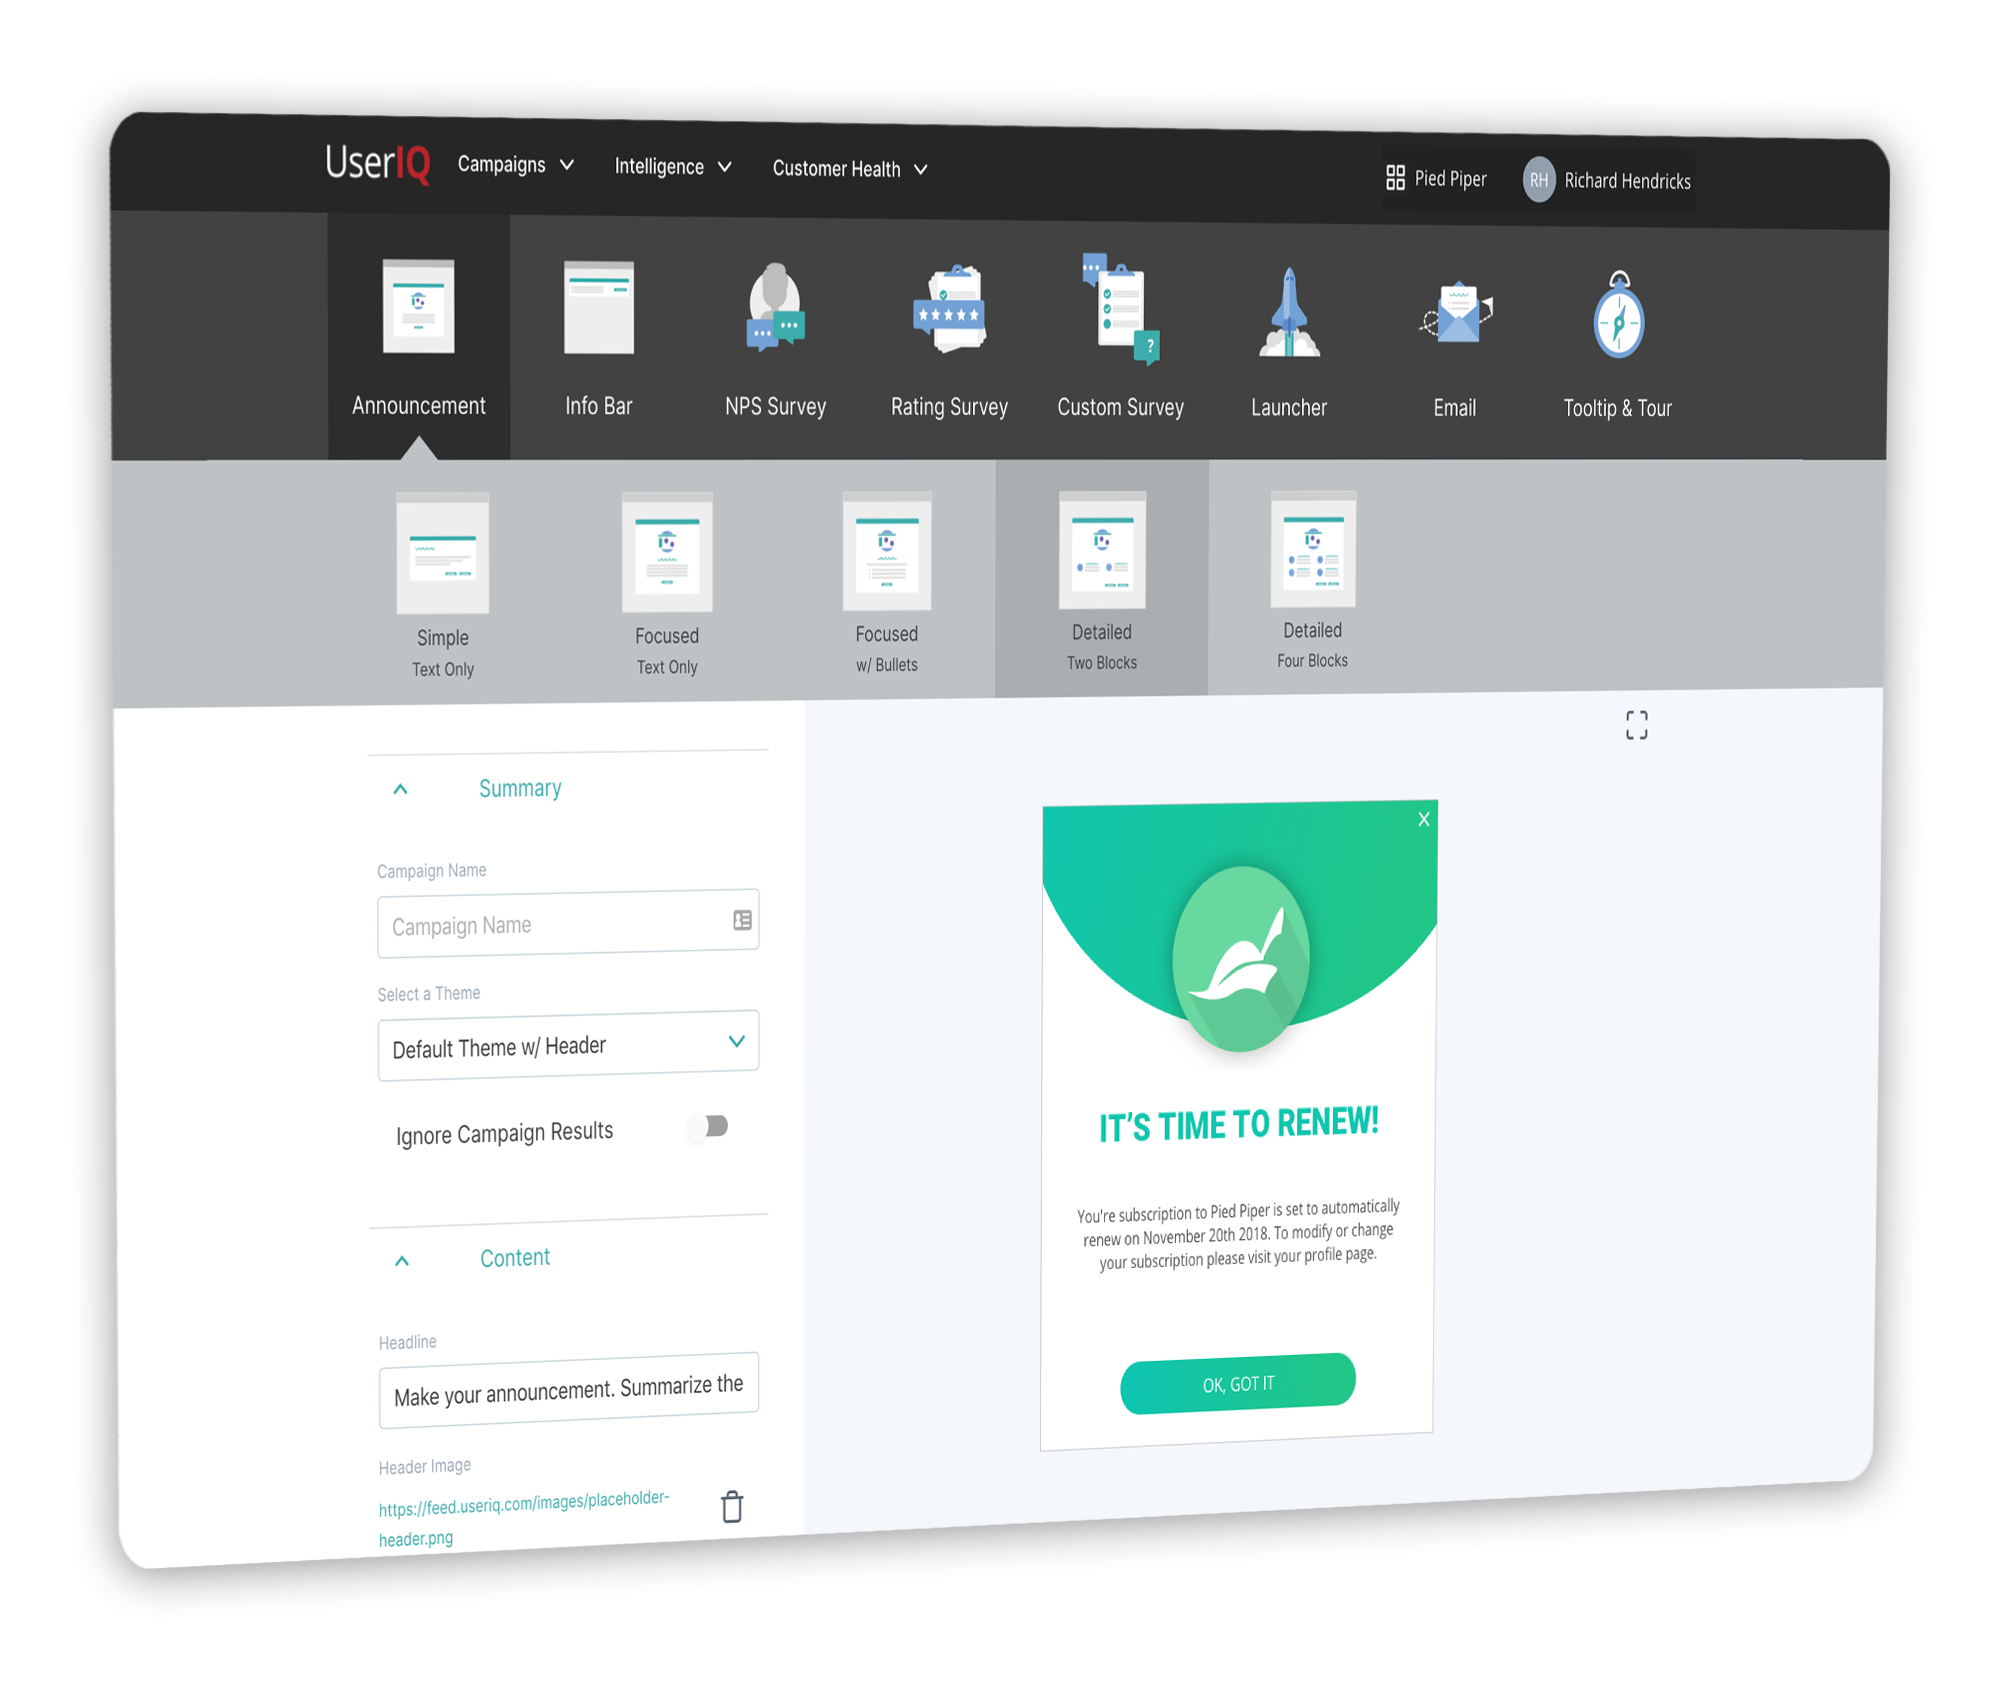 UserIQ Campaigns Intelligence Customer Health Pied Piper RH Richard Hendricks
Announcement Info Bar NPS Survey Rating Survey Custom Survey Launcher Email Tooltip & Tour
?
Simple Focused Focused Detailed Detailed
Text Only Text Only w/ Bullets Two Blocks Four Blocks
Summary
Campaign Name
Campaign Name
Select a Theme
Default Theme w/ Header
Ignore Campaign Results
Content
Headline
Make your announcement. Summarize the
Header Image
https://feed.useriq.com/images/placeholder-
header.png
X
IT'S TIME TO RENEW!
You're subscription to Pied Piper is set to automatically
renew on November 20th 2018. To modify or change
your subscription please visit your profile page.
OK, GOT IT